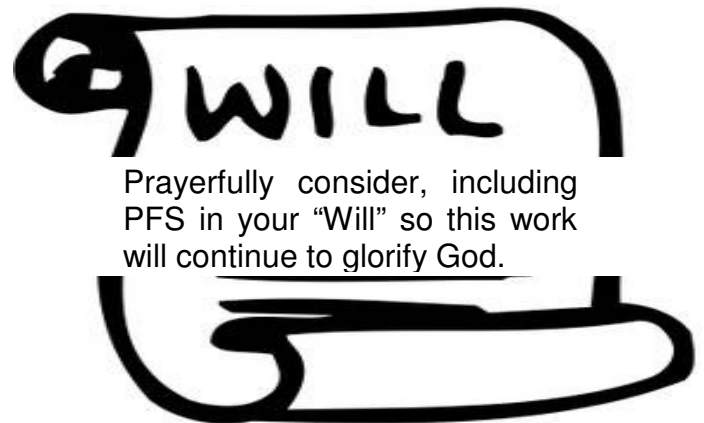 WILL
Prayerfully consider, including
PFS in your “Will” so this work
will continue to glorify God.